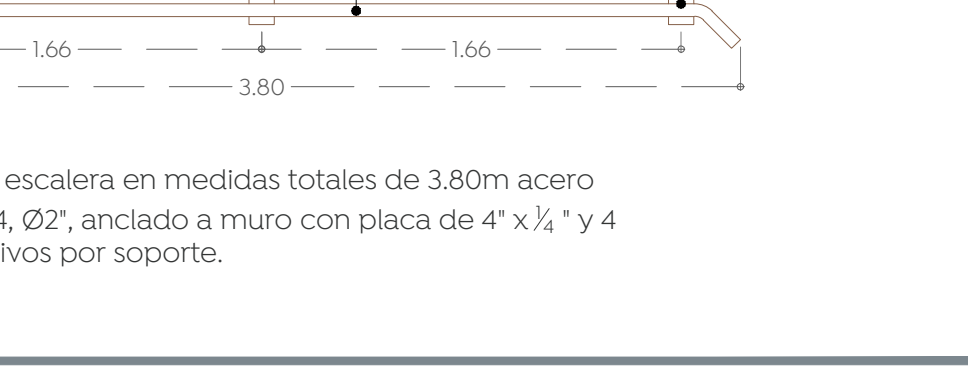 1.66 1.66
3.80
escalera en medidas totales de 3.80m acero
4, Ø2", anclado a muro con placa de 4" x ¼ " y 4
ivos por soporte.